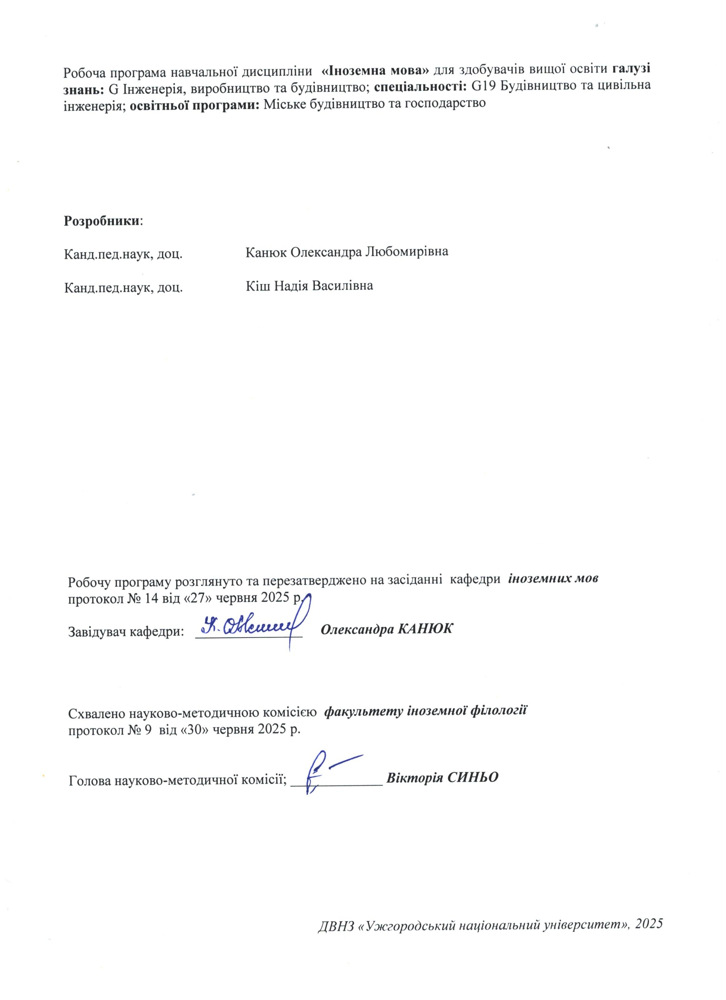 Робоча програма навчальної дисципліни «Іноземна мова» для здобувачів вищої освіти галузі
знань: G Інженерія, виробництво та будівництво; спеціальності: G19 Будівництво та цивільна
інженерія; освітньої програми: Міське будівництво та господарство
Розробники:
Канд.пед.наук, доц. Канюк Олександра Любомирівна
Канд.пед.наук, доц. Кіш Надія Василівна
Робочу програму розглянуто та перезатверджено на засіданні кафедри іноземних мов
протокол № 14 від «27» червня 2025 р.
Завідувач кафедри: Олександра КАНЮК
Схвалено науково-методичною комісією факультету іноземної філології
протокол № 9 від «30» червня 2025 р.
Голова науково-методичної комісії; Вікторія СИНЬО
ДВНЗ «Ужгородський національний університет», 2025